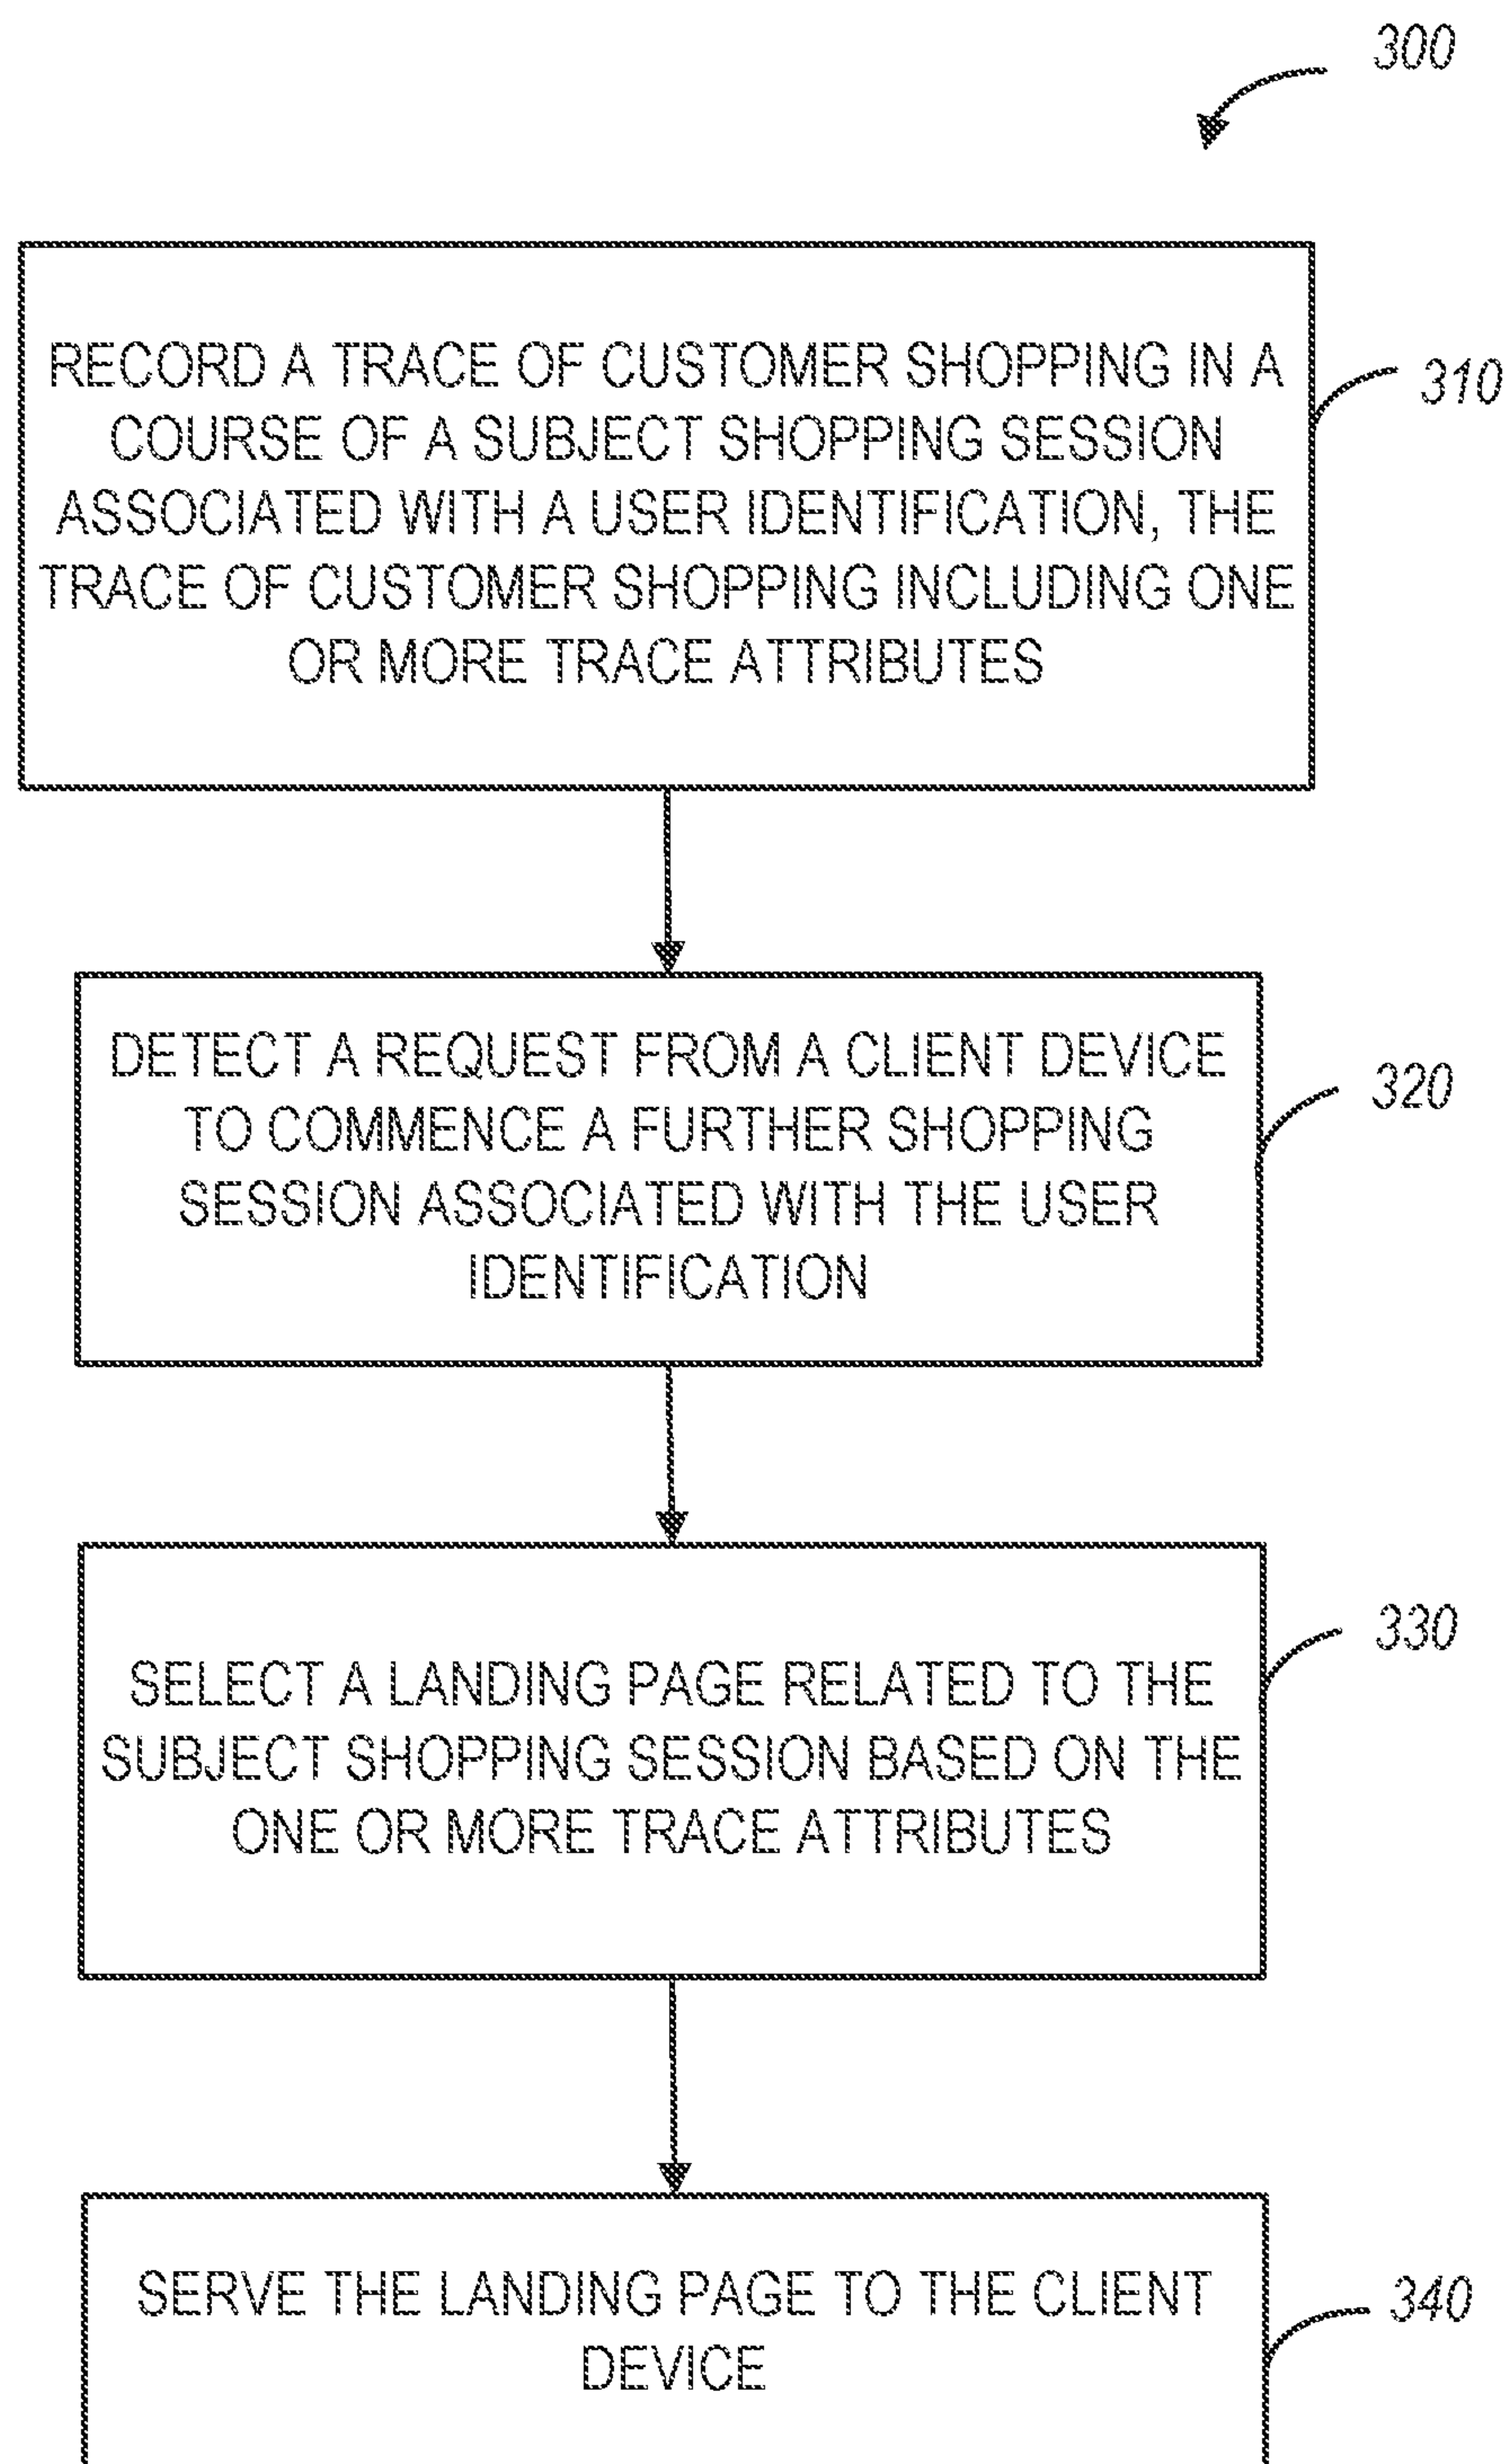 300
RECORD A TRACE OF CUSTOMER SHOPPING IN A
COURSE OF A SUBJECT SHOPPING SESSION
ASSOCIATED WITH A USER IDENTIFICATION, THE
TRACE OF CUSTOMER SHOPPING INCLUDING ONE
OR MORE TRACE ATTRIBUTES
310
DETECT A REQUEST FROM A CLIENT DEVICE
TO COMMENCE A FURTHER SHOPPING
SESSION ASSOCIATED WITH THE USER
IDENTIFICATION
320
SELECT A LANDING PAGE RELATED TO THE
SUBJECT SHOPPING SESSION BASED ON THE
ONE OR MORE TRACE ATTRIBUTES
330
SERVE THE LANDING PAGE TO THE CLIENT
DEVICE
340